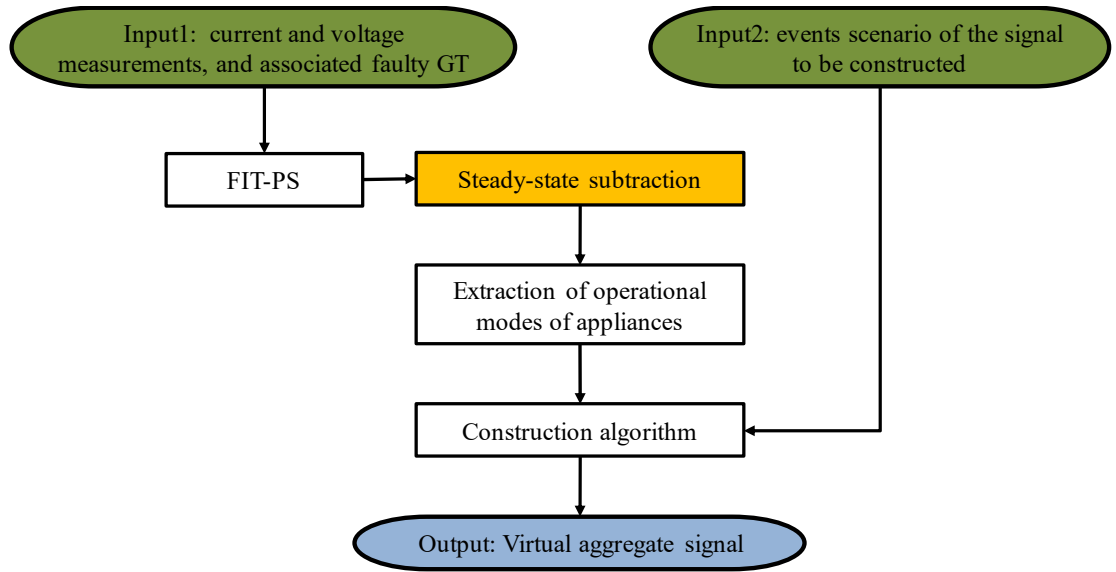 Input1: current and voltage
measurements, and associated faulty GT
Input2: events scenario of the signal
to be constructed
FIT-PS
Steady-state subtraction
Extraction of operational
modes of appliances
Construction algorithm
Output: Virtual aggregate signal